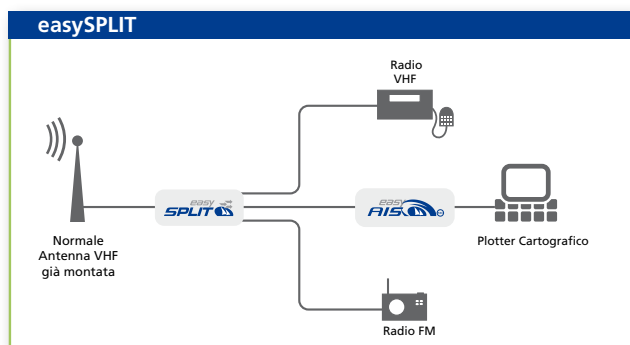 easySPLIT
Radio
VHF
easy
SPLIT
easy
AIS
Normale
Antenna VHF
già montata
Plotter Cartografico
Radio FM